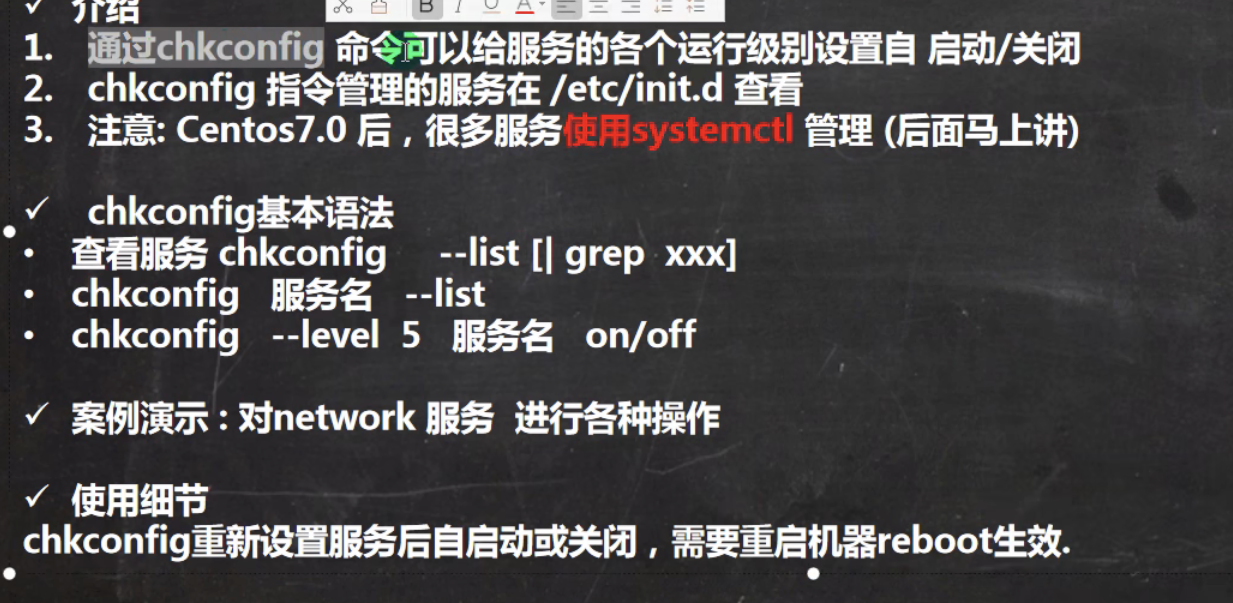 ✓ 介绍
B I U A
1. 通过chkconfig 命令可以给服务的各个运行级别设置自 启动/关闭
2. chkconfig 指令管理的服务在 /etc/init.d 查看
3. 注意: Centos7.0 后，很多服务使用systemctl 管理 (后面马上讲)
✓ chkconfig基本语法
• 查看服务 chkconfig --list [| grep xxx]
• chkconfig 服务名 --list
• chkconfig --level 5 服务名 on/off
✓ 案例演示：对network 服务 进行各种操作
✓ 使用细节
chkconfig重新设置服务后自启动或关闭，需要重启机器reboot生效.